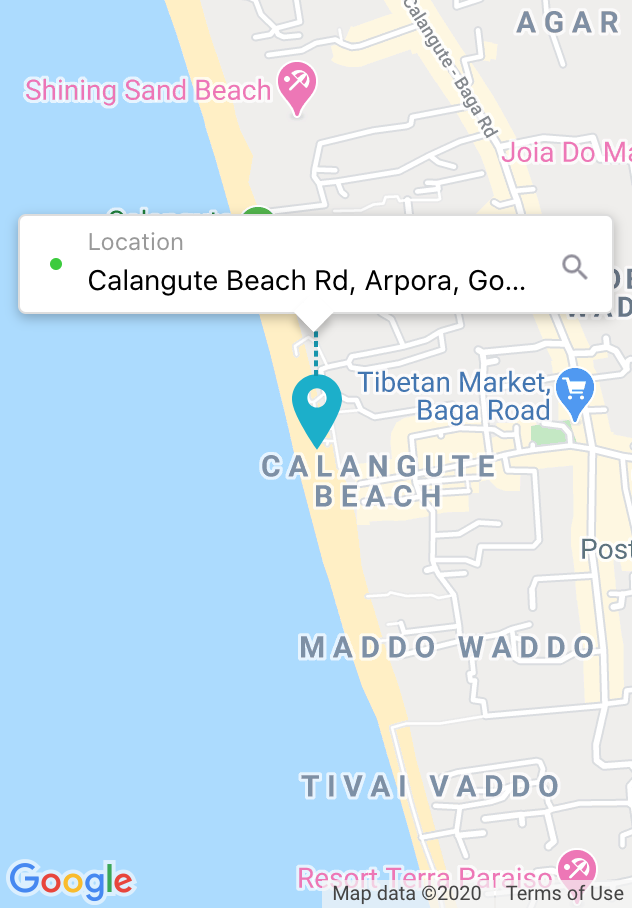 AGAR
Calangute - Baga Rd
Shining Sand Beach
Joia Do Ma
Location
Calangute Beach Rd, Arpora, Go...
Tibetan Market,
Baga Road
CALANGUTE
BEACH
Post
MADDO WADDO
TIVAI VADDO
Resort Terra Paraiso
Google
Map data ©2020
Terms of Use